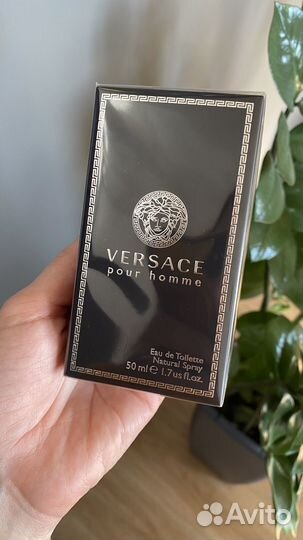 VERSACE
pour homme
Eau de Toilette
Natural Spray
50 ml ℮ 1.7 us fl.oz.
Avito